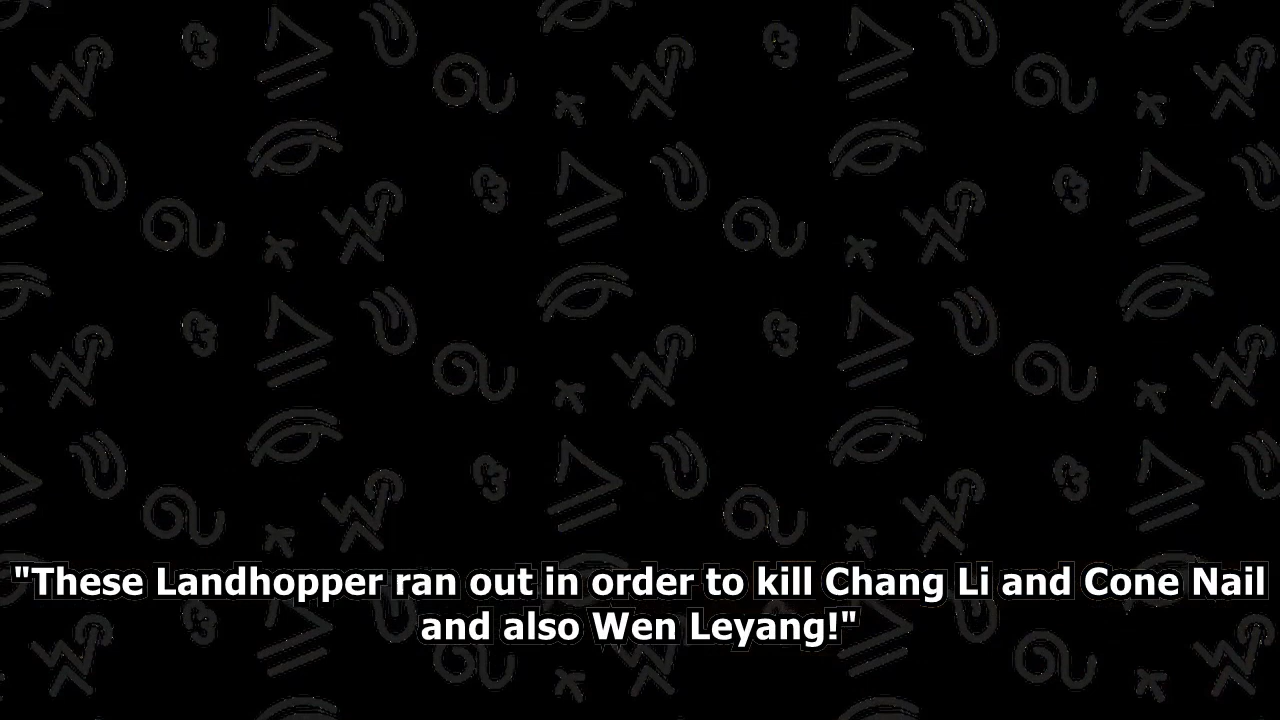 "These Landhopper ran out in order to kill Chang Li and Cone Nail
and also Wen Leyang!"